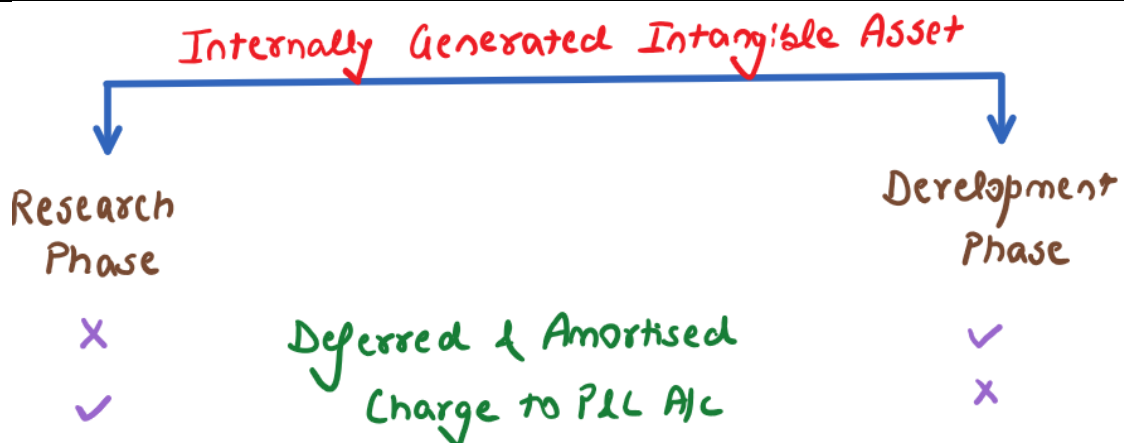 Internally Generated Intangible Asset
Research Phase
Development Phase
✗ Deferred & Amortised ✓
✓ Charge to P&L A/c ✗